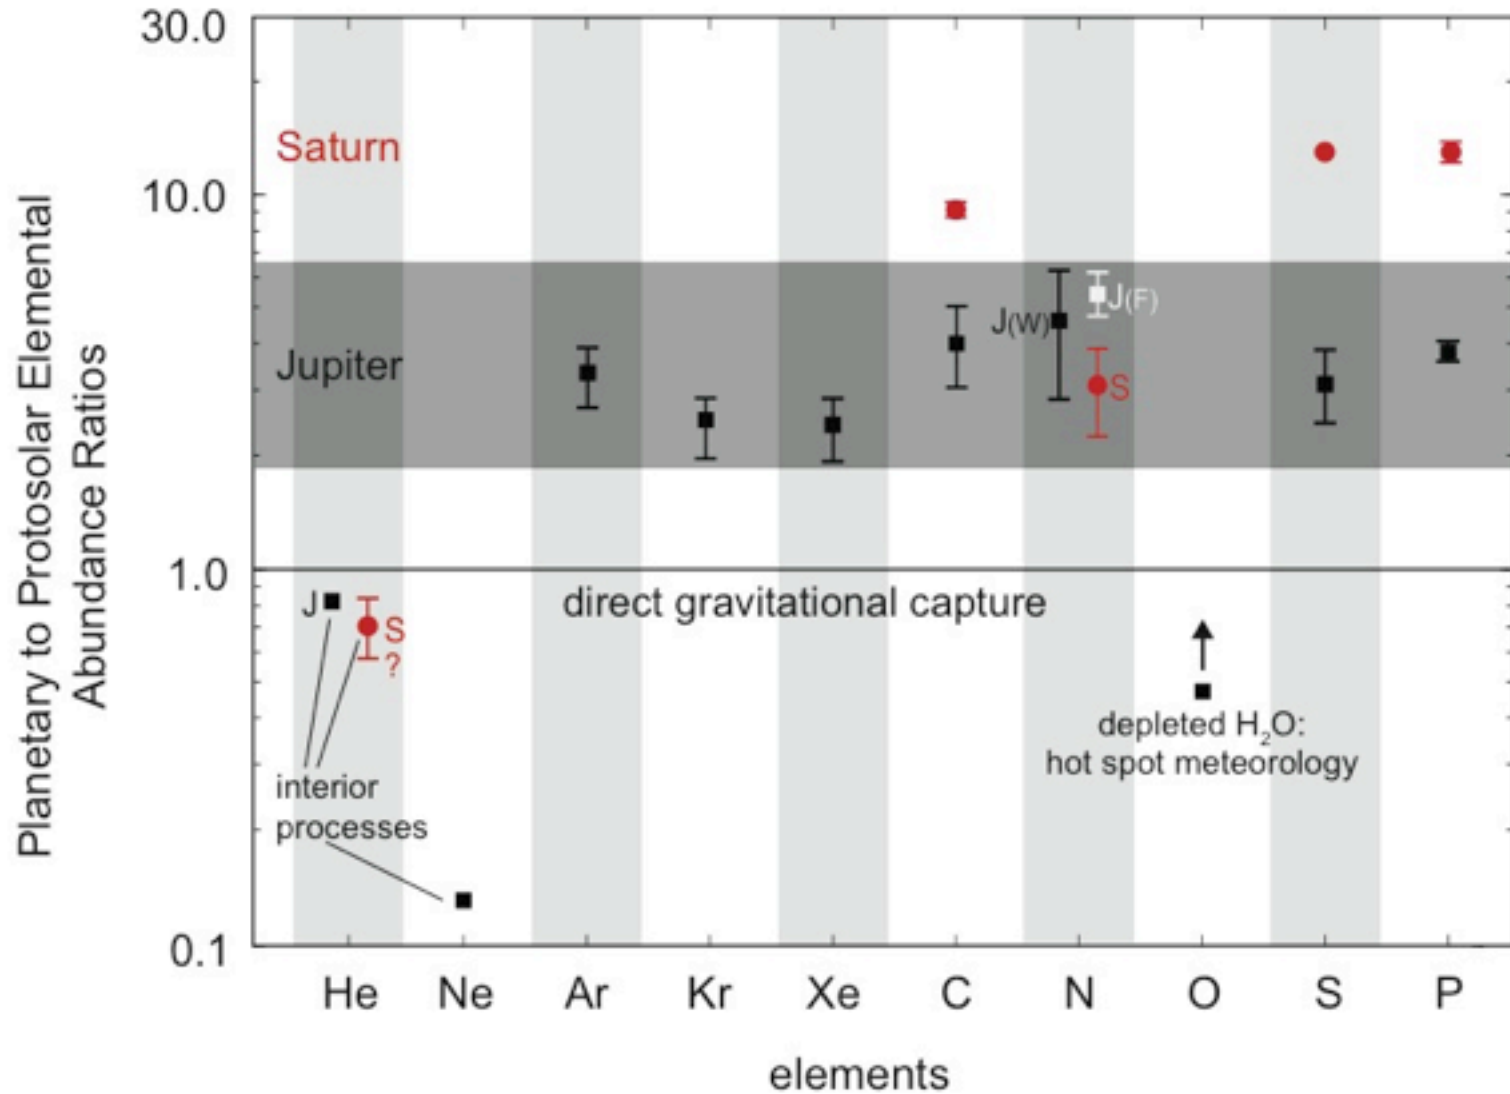 Planetary to Protosolar Elemental
Abundance Ratios
30.0
10.0
1.0
0.1
Saturn
Jupiter
J(W)
J(F)
S
J
S
?
direct gravitational capture
interior
processes
depleted H₂O:
hot spot meteorology
He Ne Ar Kr Xe C N O S P
elements